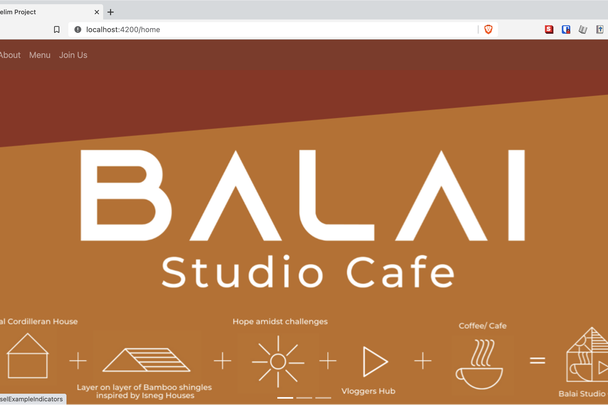 elim Project
localhost:4200/home
About Menu Join Us
BALAI
Studio Cafe
al Cordilleran House
Hope amidst challenges
Coffee/ Cafe
Layer on layer of Bamboo shingles
inspired by Isneg Houses
Vloggers Hub
Balai Studio
selExampleIndicators